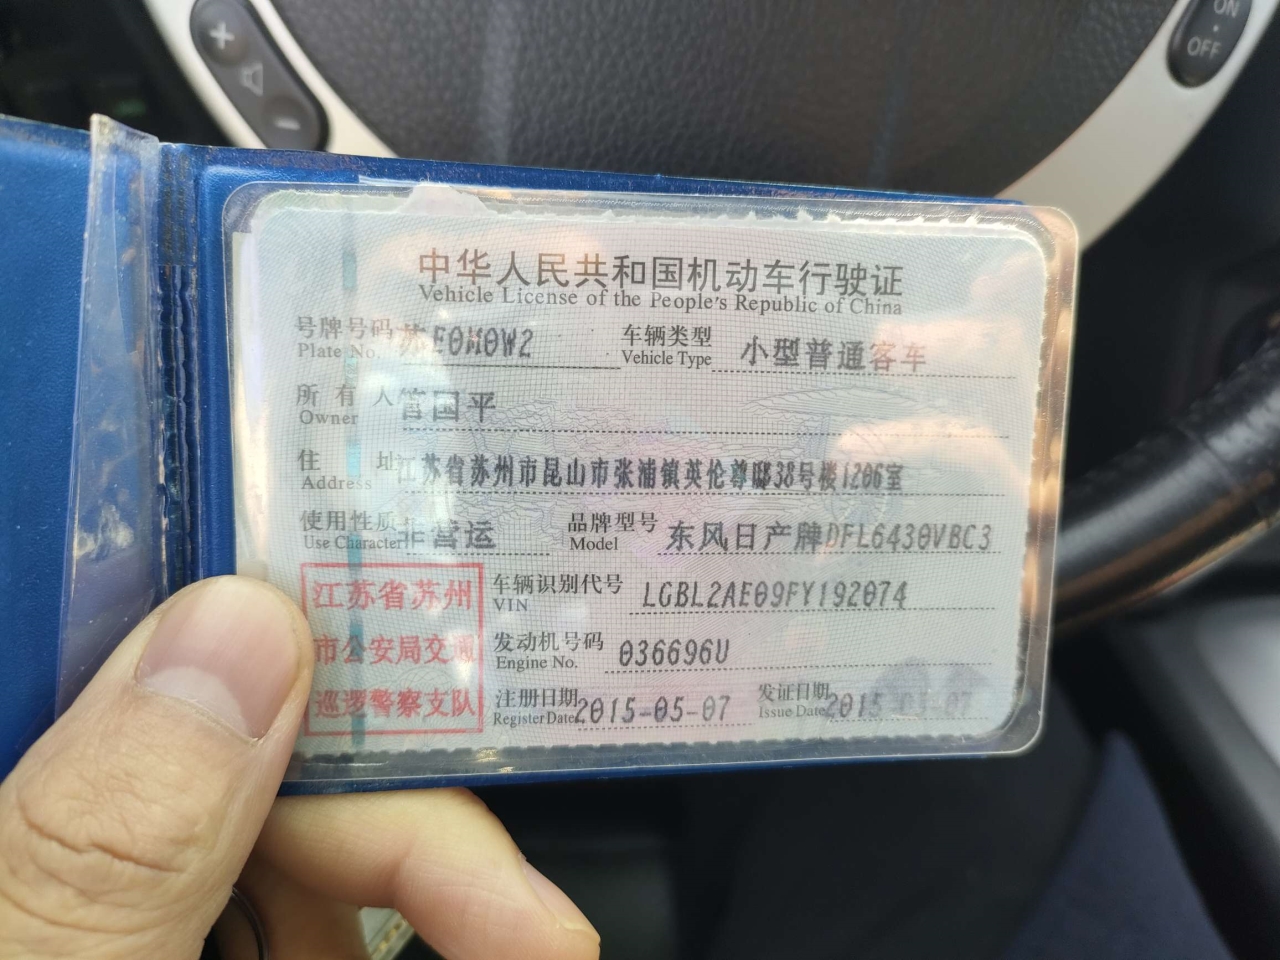 ON
OFF
中华人民共和国机动车行驶证
Vehicle License of the People's Republic of China
号牌号码 苏E0M0W2 车辆类型 小型普通客车
Plate No. Vehicle Type
所有人 管国平
Owner
住址 江苏省苏州市昆山市张浦镇英伦尊邸38号楼1206室
Address
使用性质 非营运 品牌型号 东风日产牌DFL6430VBC3
Use Character Model
江苏省苏州
市公安局交通
巡逻警察支队
车辆识别代号 LGBL2AE09FY192074
VIN
发动机号码 036696U
Engine No.
注册日期 2015-05-07 发证日期 2015-05-07
Register Date Issue Date